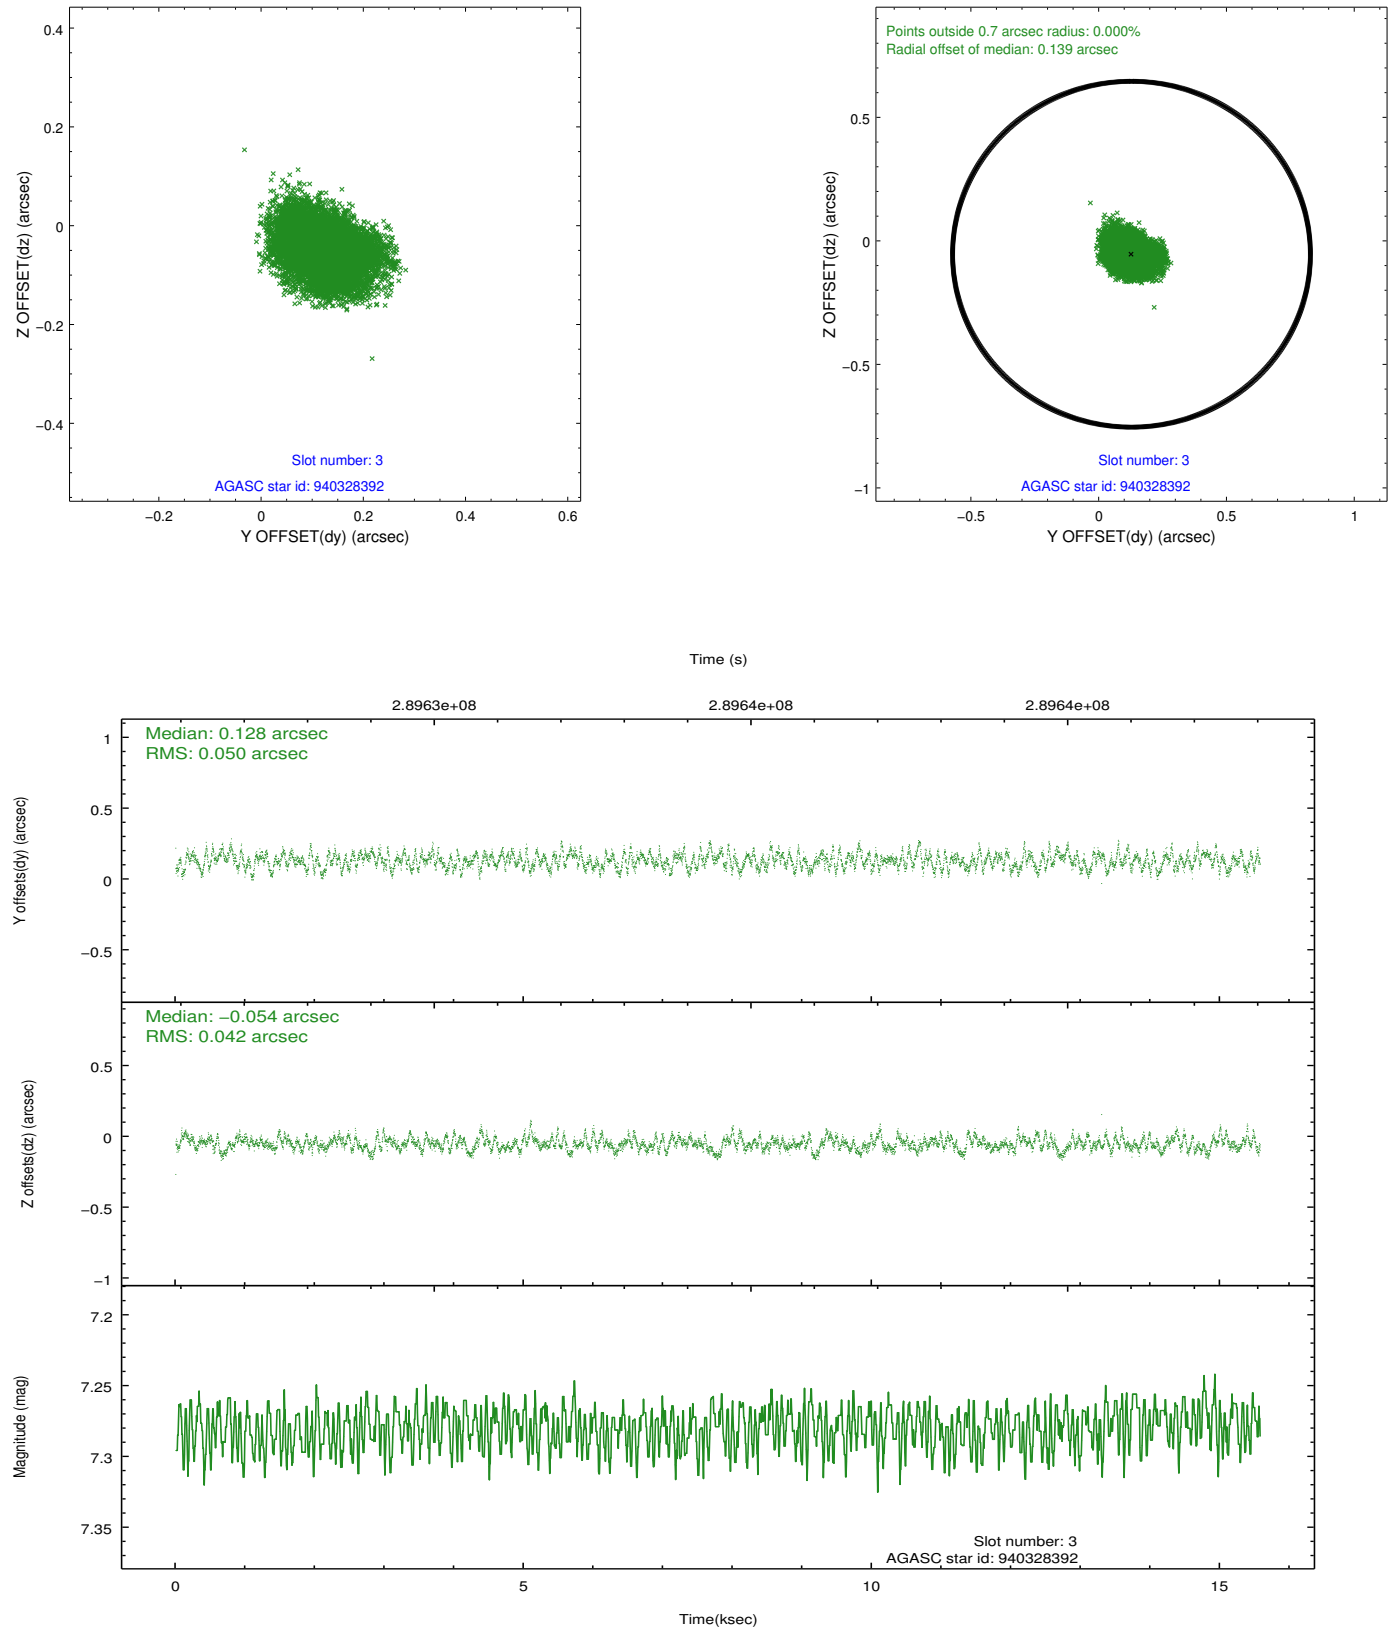 0.4
0.2
0
−0.2
−0.4
Z OFFSET(dz) (arcsec)
Slot number: 3
AGASC star id: 940328392
−0.2
0
0.2
0.4
0.6
Y OFFSET(dy) (arcsec)
Points outside 0.7 arcsec radius: 0.000%
Radial offset of median: 0.139 arcsec
0.5
0
−0.5
−1
Z OFFSET(dz) (arcsec)
Slot number: 3
AGASC star id: 940328392
−0.5
0
0.5
1
Y OFFSET(dy) (arcsec)
Time (s)
2.8963e+08
2.8964e+08
2.8964e+08
Median: 0.128 arcsec
RMS: 0.050 arcsec
1
0.5
0
−0.5
Y offsets(dy) (arcsec)
Median: −0.054 arcsec
RMS: 0.042 arcsec
0.5
0
−0.5
−1
Z offsets(dz) (arcsec)
7.2
7.25
7.3
7.35
Magnitude (mag)
Slot number: 3
AGASC star id: 940328392
0
5
10
15
Time(ksec)